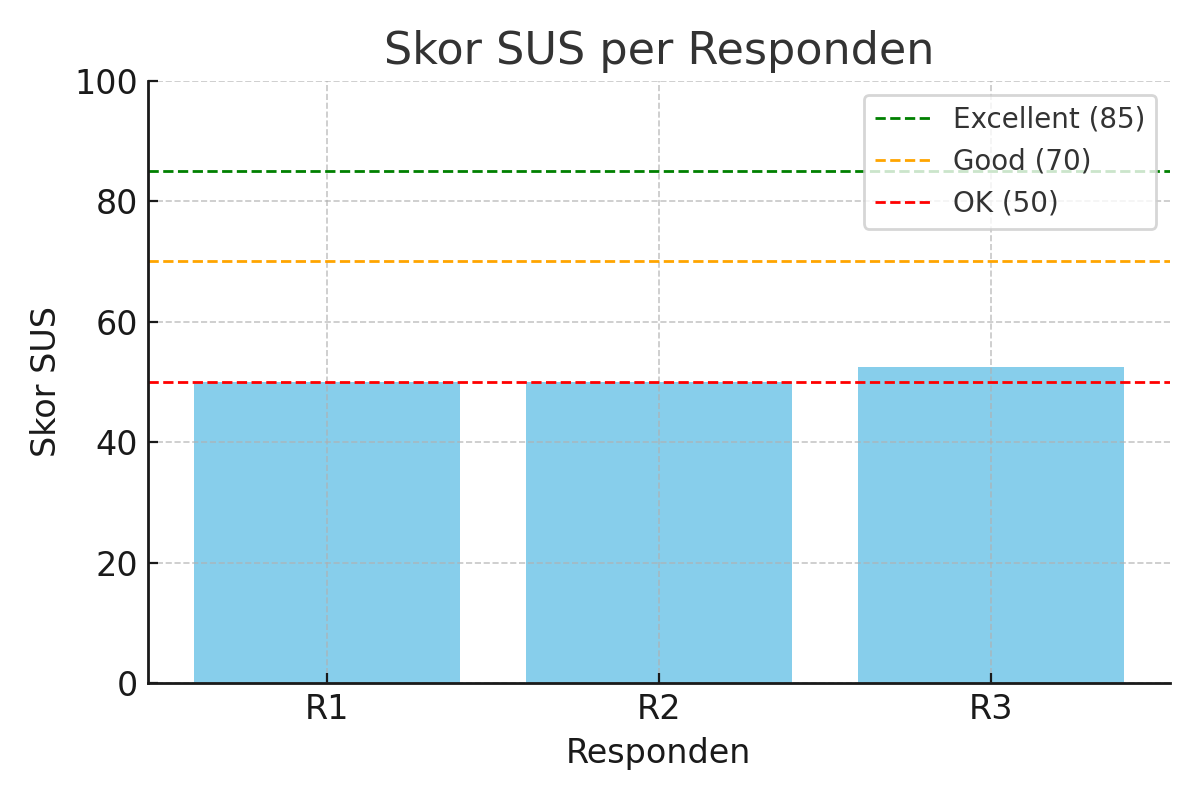 Skor SUS per Responden
100
80
60
40
20
0
Skor SUS
Excellent (85)
Good (70)
OK (50)
R1 R2 R3
Responden